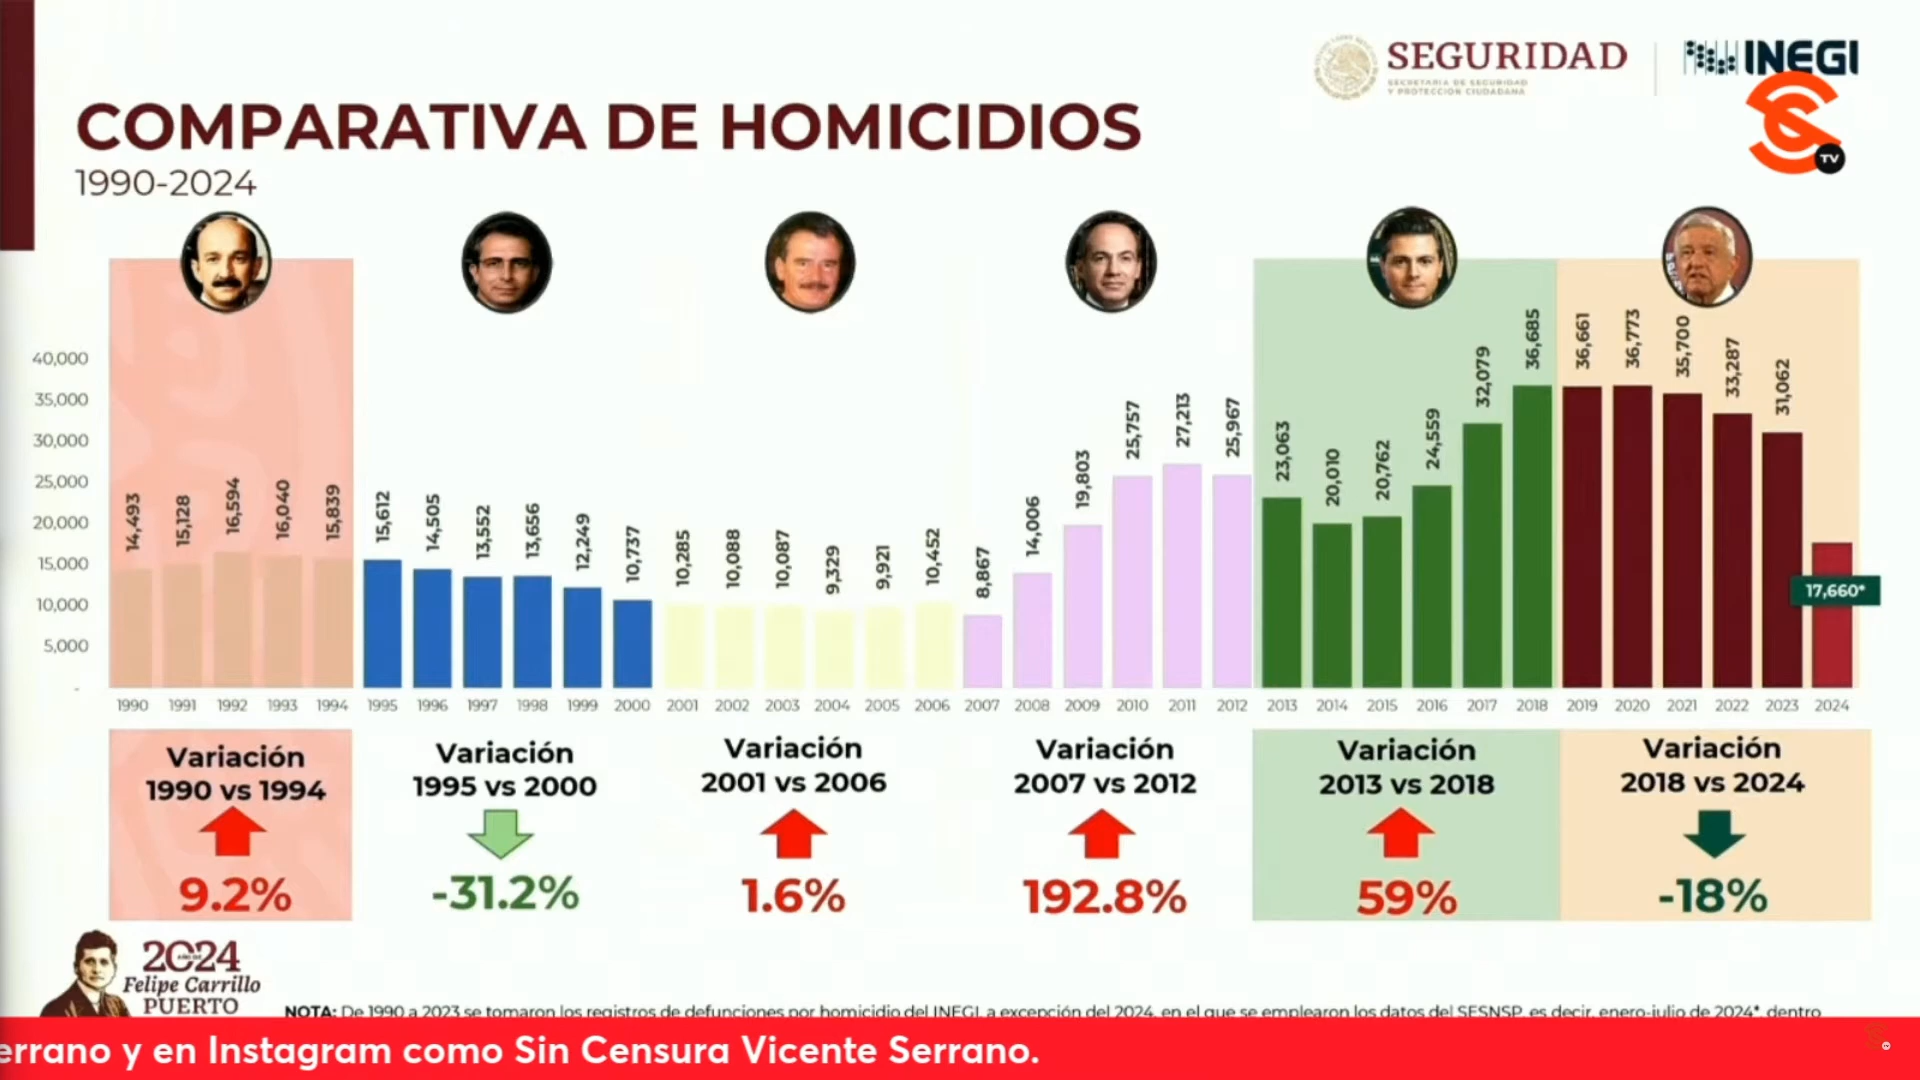 SEGURIDAD
SECRETARÍA DE SEGURIDAD
Y PROTECCIÓN CIUDADANA
INEGI
TV
COMPARATIVA DE HOMICIDIOS
1990-2024
40,000
35,000
30,000
25,000
20,000
15,000
10,000
5,000
-
14,493
15,128
16,594
16,040
15,839
15,612
14,505
13,552
13,656
12,249
10,737
10,285
10,088
10,087
9,329
9,921
10,452
8,867
14,006
19,803
25,757
27,213
25,967
23,063
20,010
20,762
24,559
32,079
36,685
36,661
36,773
35,700
33,287
31,062
17,660*
1990 1991 1992 1993 1994 1995 1996 1997 1998 1999 2000 2001 2002 2003 2004 2005 2006 2007 2008 2009 2010 2011 2012 2013 2014 2015 2016 2017 2018 2019 2020 2021 2022 2023 2024
Variación
1990 vs 1994
9.2%
Variación
1995 vs 2000
-31.2%
Variación
2001 vs 2006
1.6%
Variación
2007 vs 2012
192.8%
Variación
2013 vs 2018
59%
Variación
2018 vs 2024
-18%
2024
AÑO DE
Felipe Carrillo
PUERTO
NOTA: De 1990 a 2023 se tomaron los registros de defunciones por homicidio del INEGI, a excepción del 2024, en el que se emplearon los datos del SESNSP, es decir, enero-julio de 2024*, dentro
errano y en Instagram como Sin Censura Vicente Serrano.